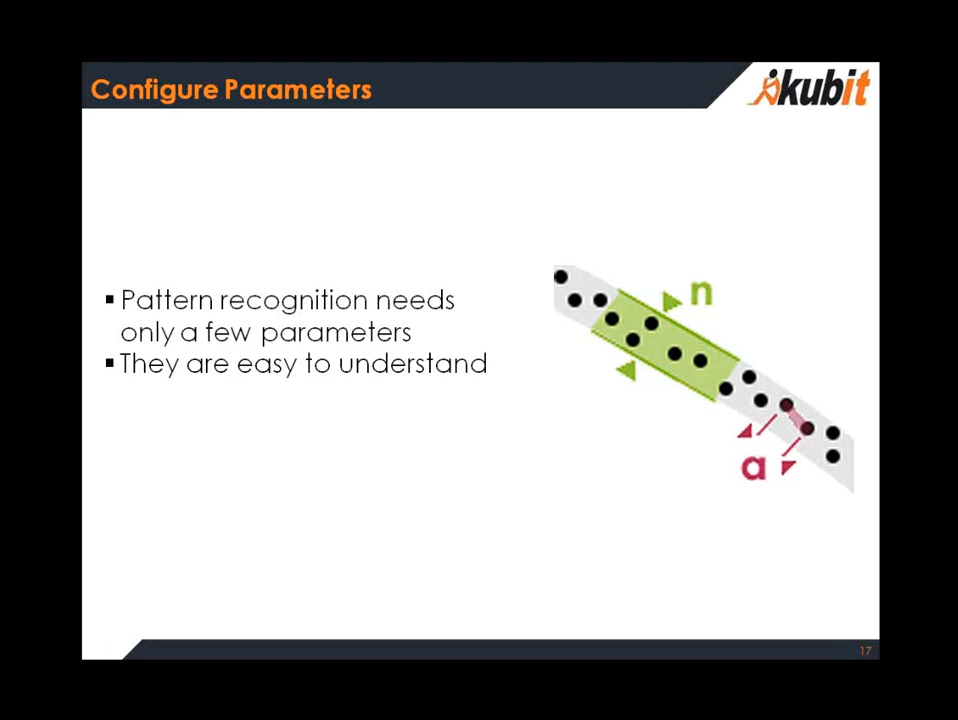 Configure Parameters
kubit
▪ Pattern recognition needs
only a few parameters
▪ They are easy to understand
n
a
17